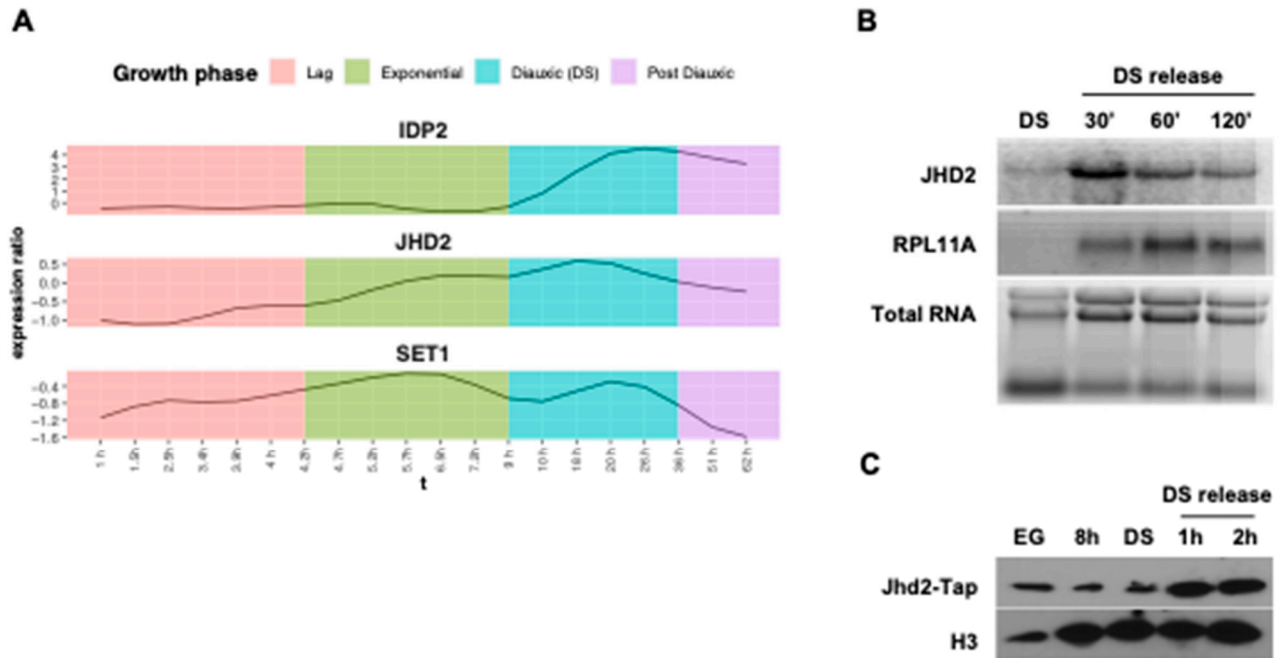 A
Growth phase Lag Exponential Diauxic (DS) Post Diauxic
IDP2
4
3
2
1
0
JHD2
0.5
0.0
-0.5
-1.0
SET1
-0.4
-0.8
-1.2
-1.6
expression ratio
1 h 4 h 9 h 10 h 20 h 51 h 62 h
t
B
DS release
DS 30' 60' 120'
JHD2
RPL11A
Total RNA
C
DS release
EG 8h DS 1h 2h
Jhd2-Tap
H3